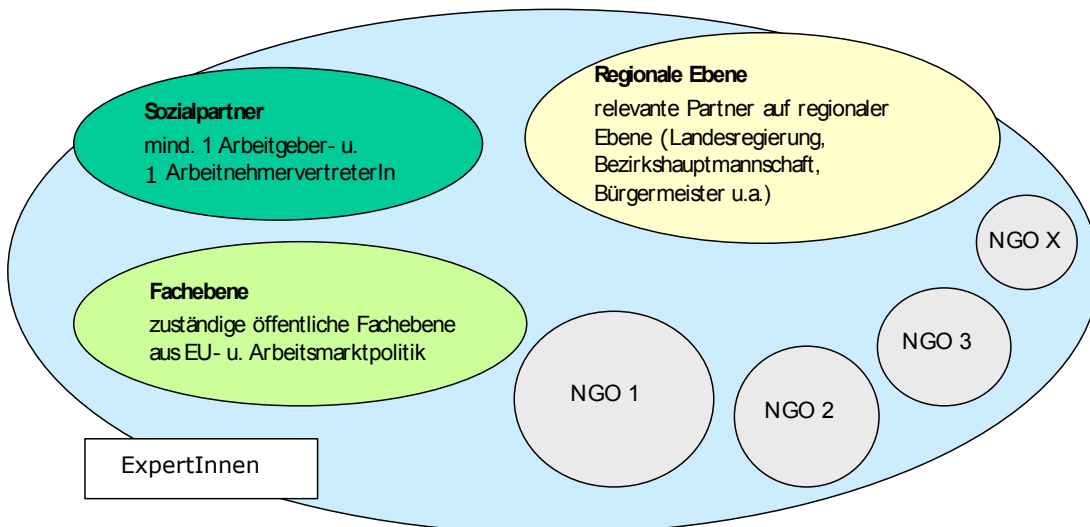 Sozialpartner
mind. 1 Arbeitgeber- u.
1 ArbeitnehmervertreterIn
Regionale Ebene
relevante Partner auf regionaler
Ebene (Landesregierung,
Bezirkshauptmannschaft,
Bürgermeister u.a.)
NGO X
Fachebene
zuständige öffentliche Fachebene
aus EU- u. Arbeitsmarktpolitik
NGO 3
NGO 1
NGO 2
ExpertInnen